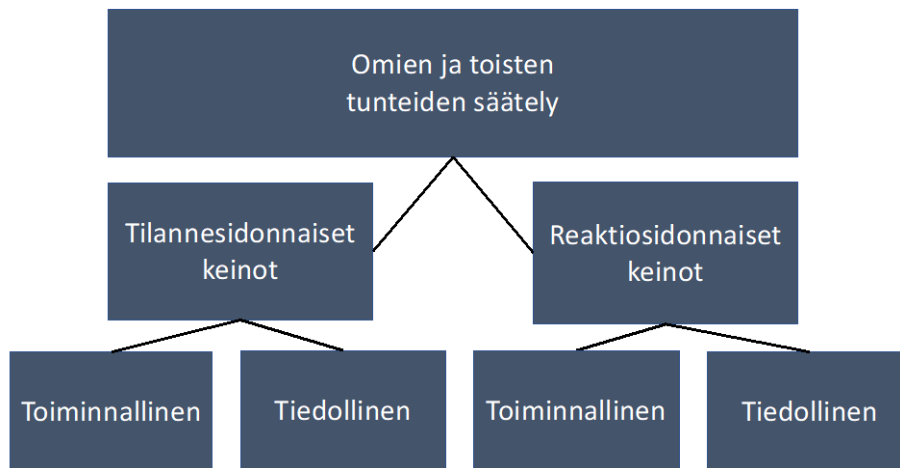 Omien ja toisten
tunteiden säätely
Tilannesidonnaiset
keinot
Reaktiosidonnaiset
keinot
Toiminnallinen
Tiedollinen
Toiminnallinen
Tiedollinen